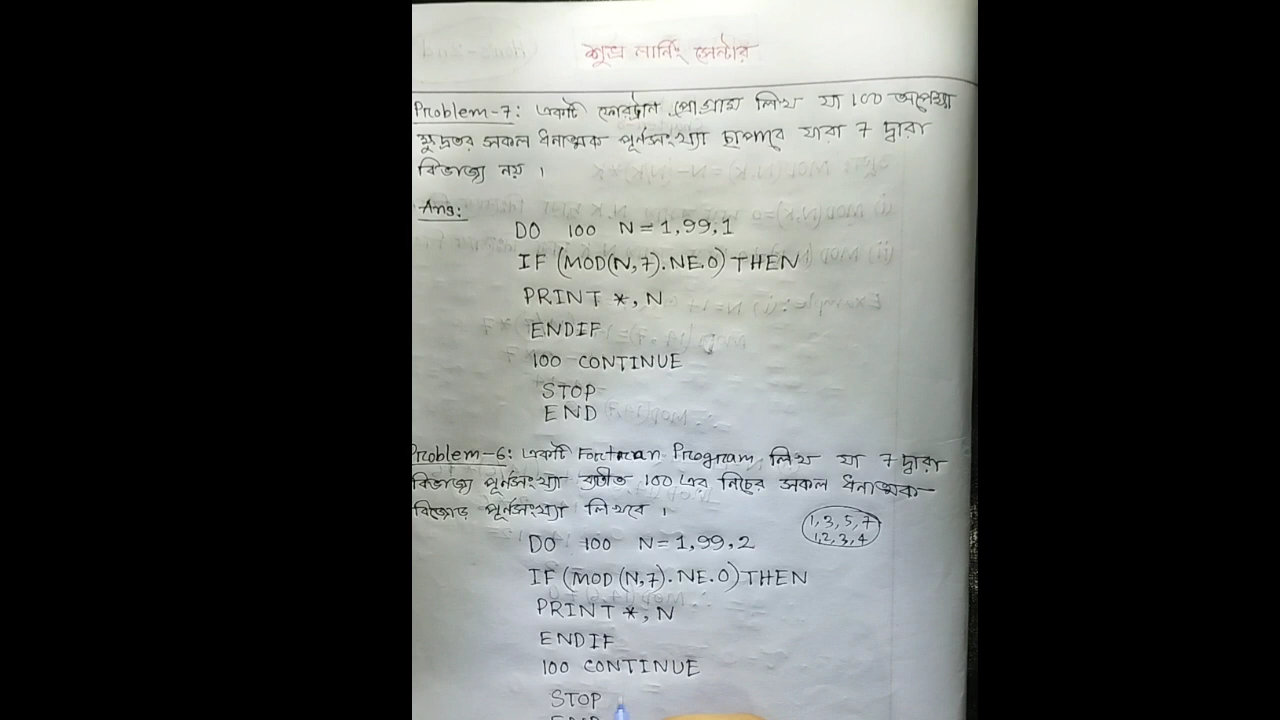 শুভ্র লার্নিং সেন্টার
Problem-7: একটি ফোরট্রান প্রোগ্রাম লিখ যা 100 অপেক্ষা
ক্ষুদ্রতর সকল ধনাত্মক পূর্নসংখ্যা ছাপাবে যারা 7 দ্বারা
বিভাজ্য নয় ।
Ans:
DO 100 N = 1,99,1
IF (MOD(N,7).NE.0) THEN
PRINT *, N
ENDIF
100 CONTINUE
STOP
END
Problem-6: একটি Fortran Program লিখ যা 7 দ্বারা
বিভাজ্য পূর্নসংখ্যা ব্যতীত 100 এর নিচের সকল ধনাত্মক
বিজোড় পূর্নসংখ্যা লিখবে ।
1,3,5,7
1,2,3,4
DO 100 N=1,99,2
IF (MOD (N,7).NE.0) THEN
PRINT *, N
ENDIF
100 CONTINUE
STOP